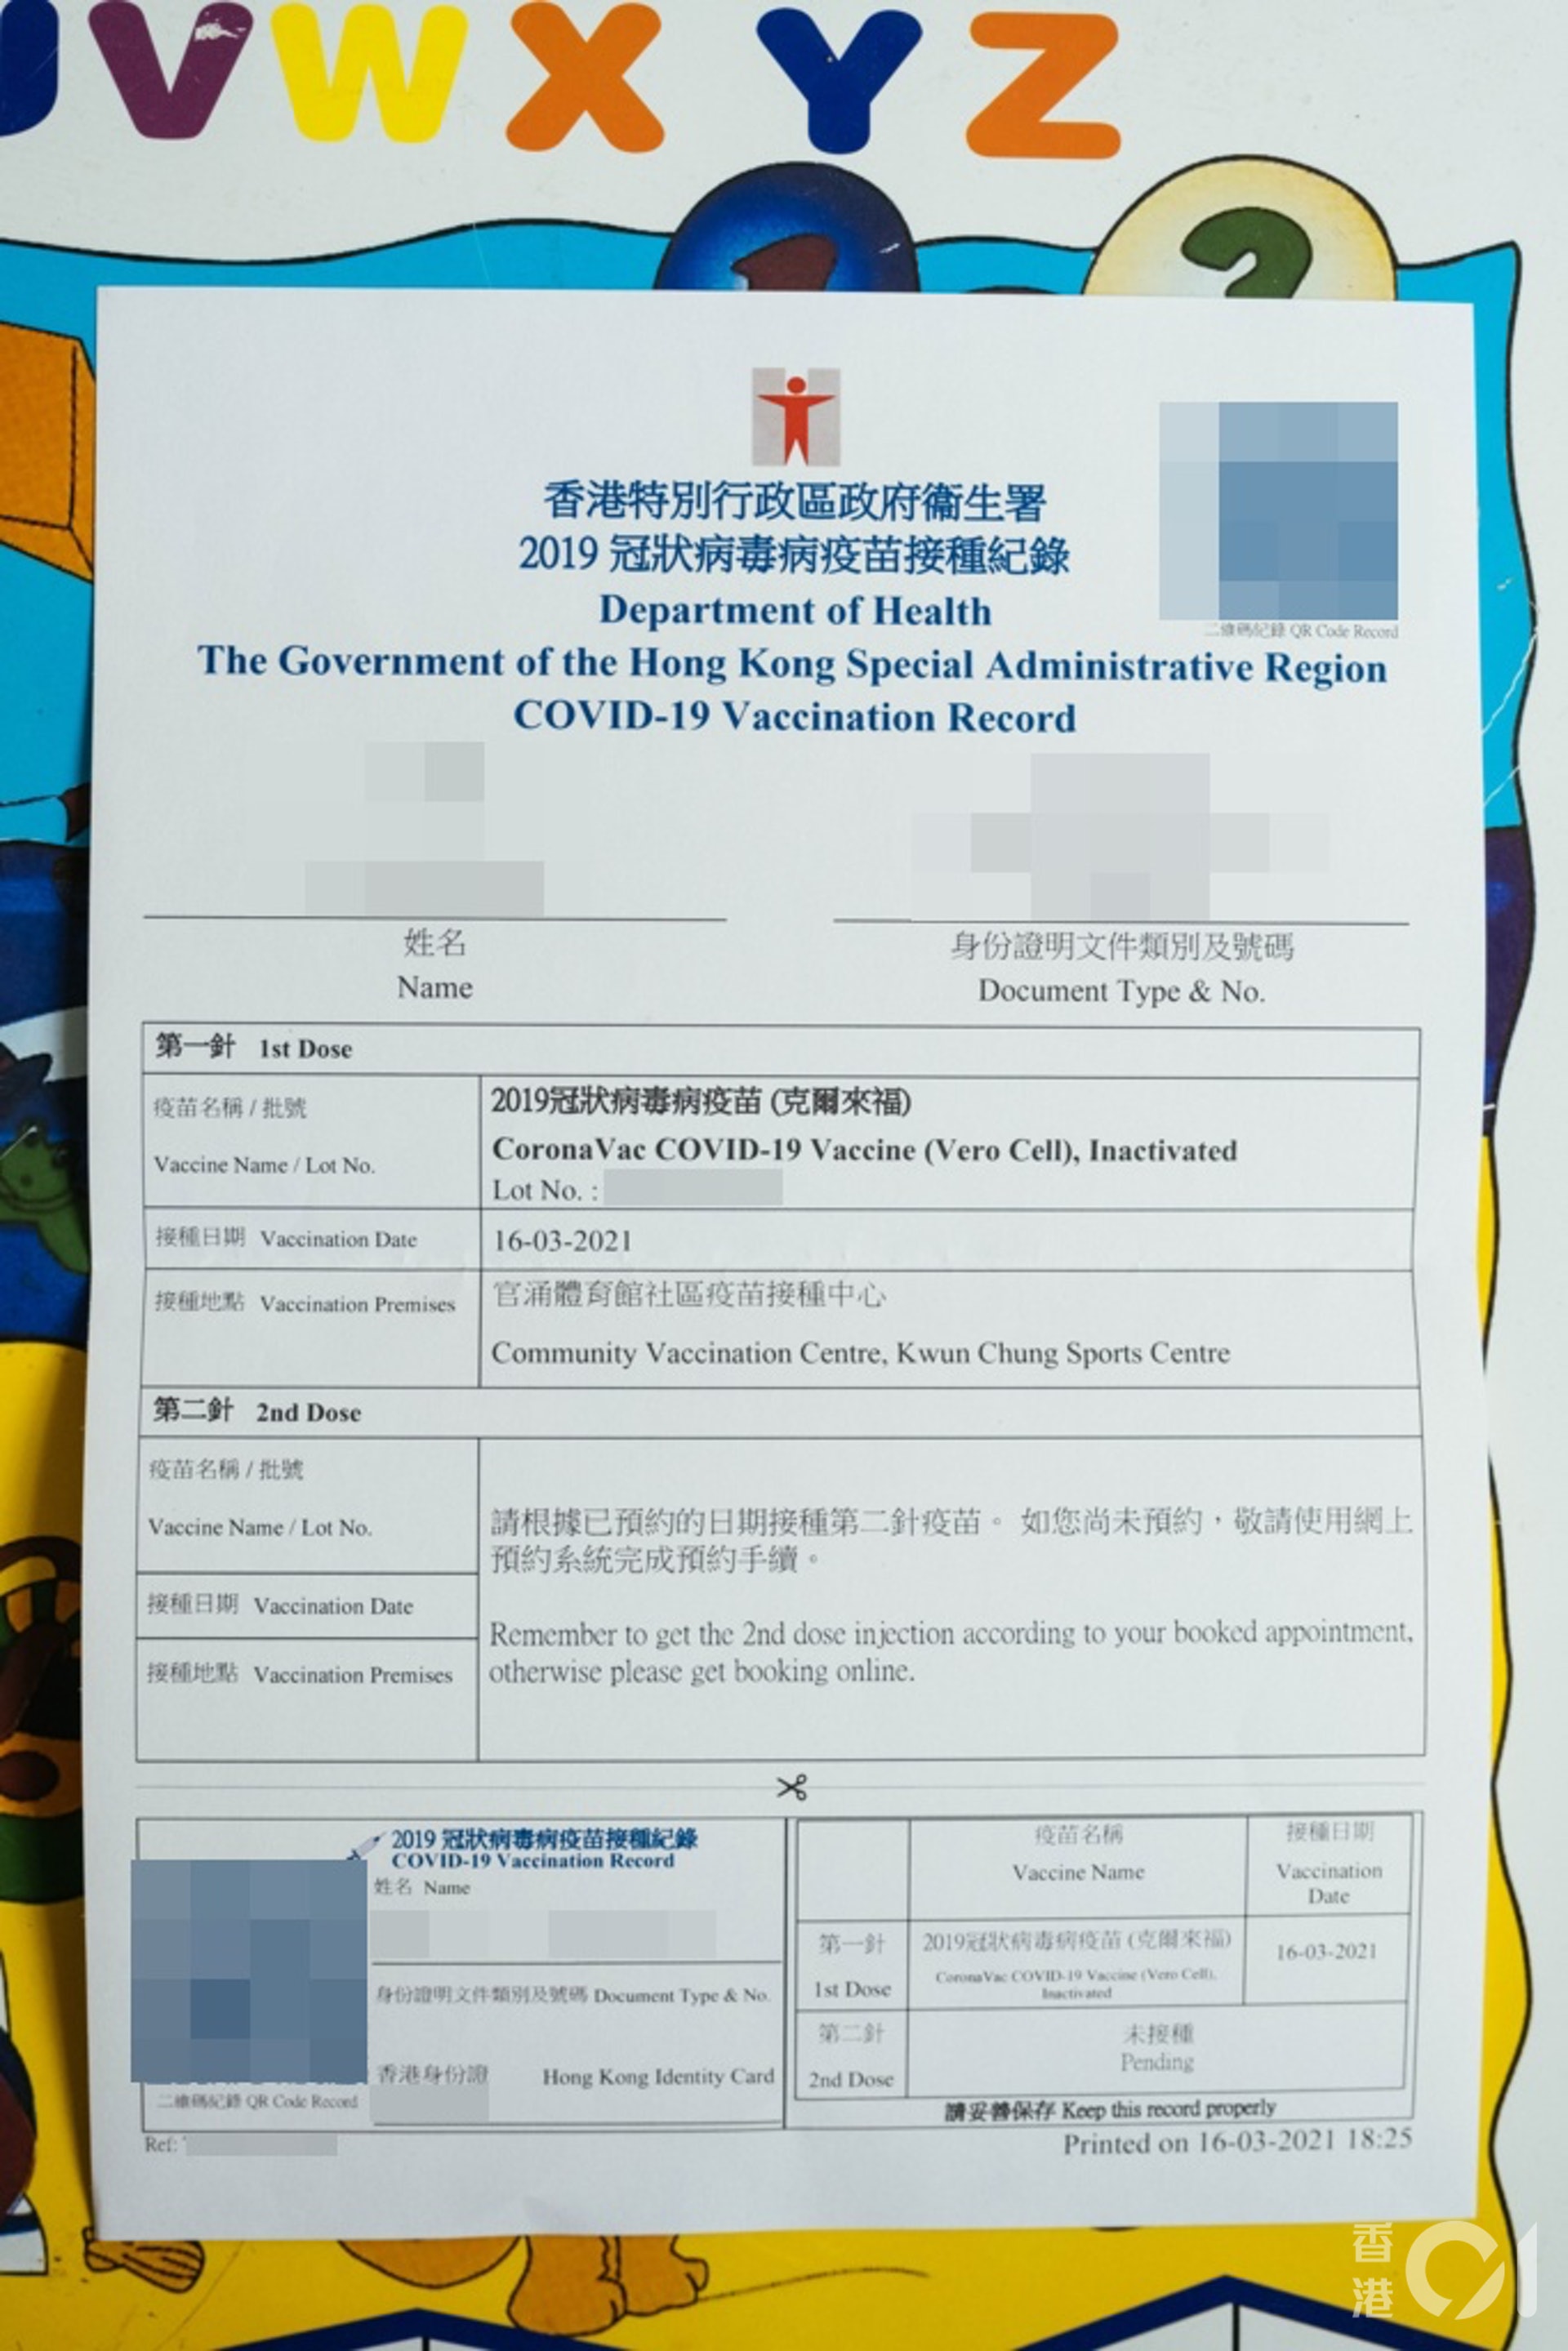 V W X Y Z
1 2
香港特別行政區政府衞生署
2019 冠狀病毒病疫苗接種紀錄
Department of Health
The Government of the Hong Kong Special Administrative Region
COVID-19 Vaccination Record
二維碼紀錄 QR Code Record
姓名
Name
身份證明文件類別及號碼
Document Type & No.
第一針 1st Dose
疫苗名稱 / 批號
Vaccine Name / Lot No.
2019冠狀病毒病疫苗 (克爾來福)
CoronaVac COVID-19 Vaccine (Vero Cell), Inactivated
Lot No. :
接種日期 Vaccination Date
16-03-2021
接種地點 Vaccination Premises
官涌體育館社區疫苗接種中心
Community Vaccination Centre, Kwun Chung Sports Centre
第二針 2nd Dose
疫苗名稱 / 批號
Vaccine Name / Lot No.
接種日期 Vaccination Date
接種地點 Vaccination Premises
請根據已預約的日期接種第二針疫苗。 如您尚未預約，敬請使用網上
預約系統完成預約手續。
Remember to get the 2nd dose injection according to your booked appointment,
otherwise please get booking online.
2019 冠狀病毒病疫苗接種紀錄
COVID-19 Vaccination Record
姓名 Name
身份證明文件類別及號碼 Document Type & No.
香港身份證 Hong Kong Identity Card
二維碼紀錄 QR Code Record
疫苗名稱
Vaccine Name
接種日期
Vaccination
Date
第一針
1st Dose
2019冠狀病毒病疫苗 (克爾來福)
CoronaVac COVID-19 Vaccine (Vero Cell),
Inactivated
16-03-2021
第二針
2nd Dose
未接種
Pending
請妥善保存 Keep this record properly
Ref:
Printed on 16-03-2021 18:25
香港01